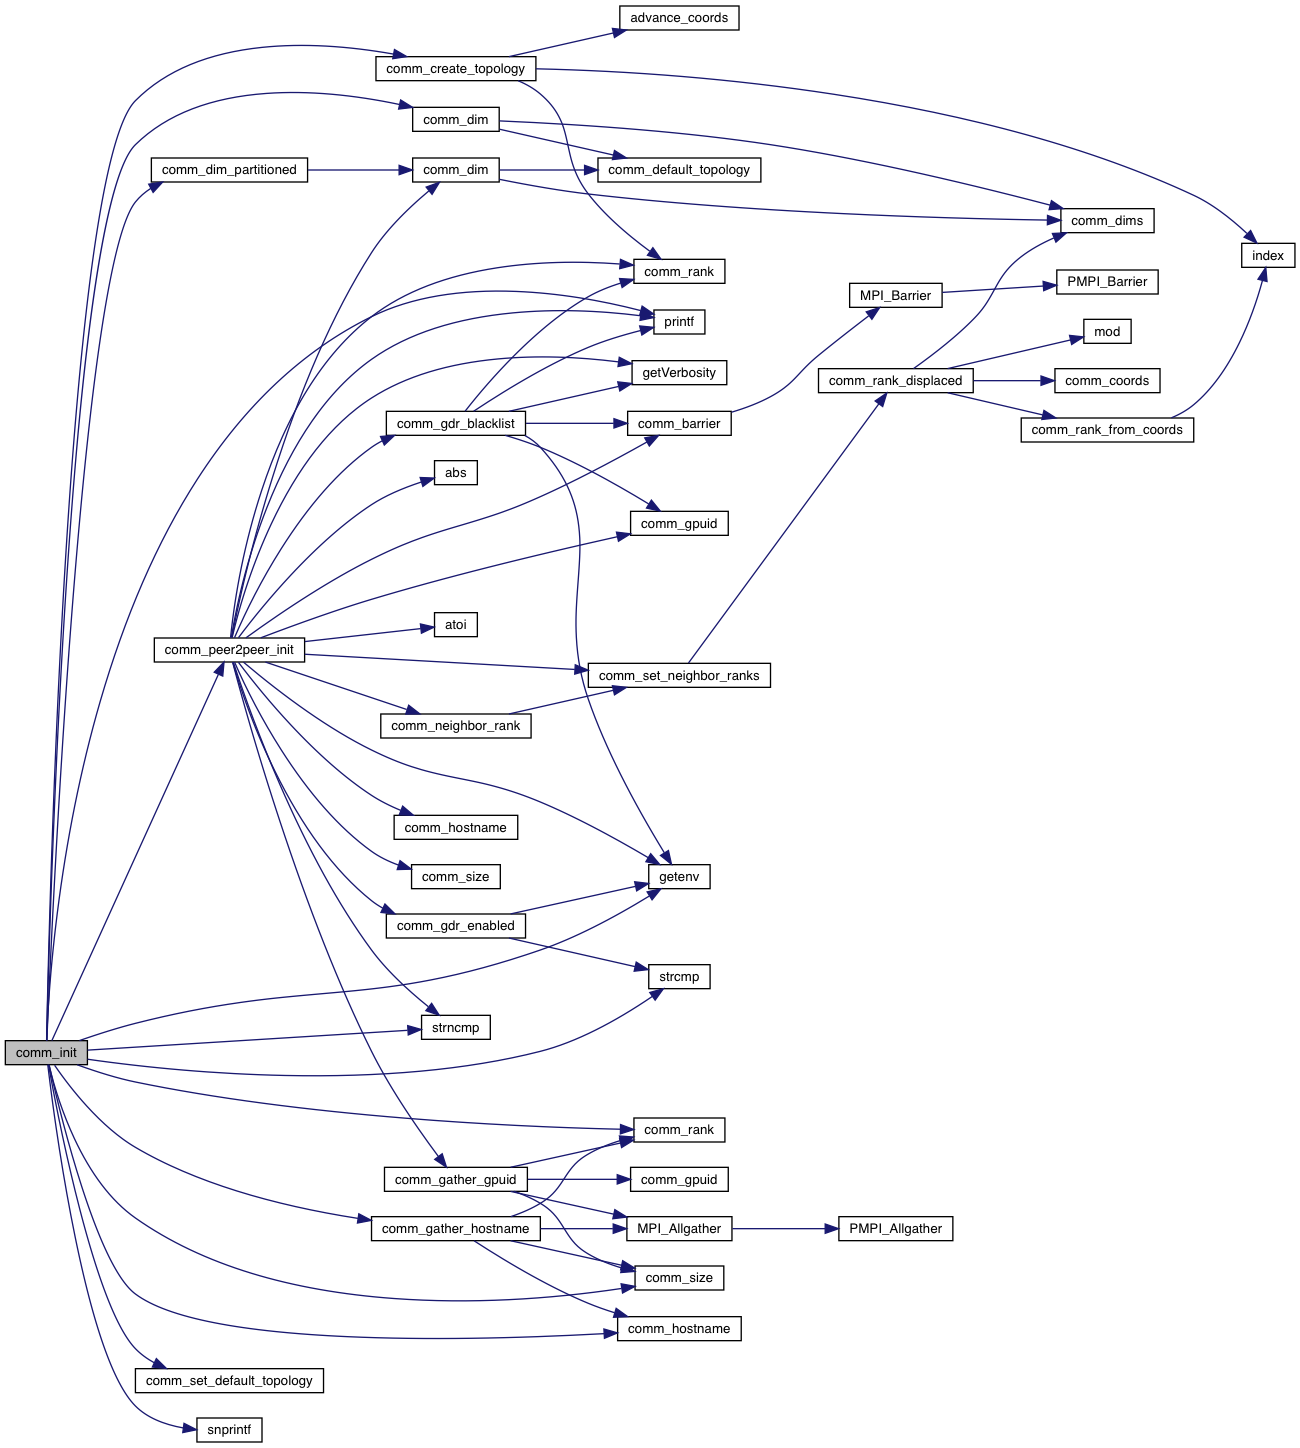 advance_coords
comm_create_topology
comm_dim
comm_dim_partitioned
comm_dim
comm_default_topology
comm_dims
index
comm_rank
PMPI_Barrier
MPI_Barrier
printf
mod
getVerbosity
comm_rank_displaced
comm_coords
comm_gdr_blacklist
comm_barrier
comm_rank_from_coords
abs
comm_gpuid
atoi
comm_peer2peer_init
comm_set_neighbor_ranks
comm_neighbor_rank
comm_hostname
comm_size
getenv
comm_gdr_enabled
strcmp
strncmp
comm_init
comm_rank
comm_gather_gpuid
comm_gpuid
comm_gather_hostname
MPI_Allgather
PMPI_Allgather
comm_size
comm_hostname
comm_set_default_topology
snprintf